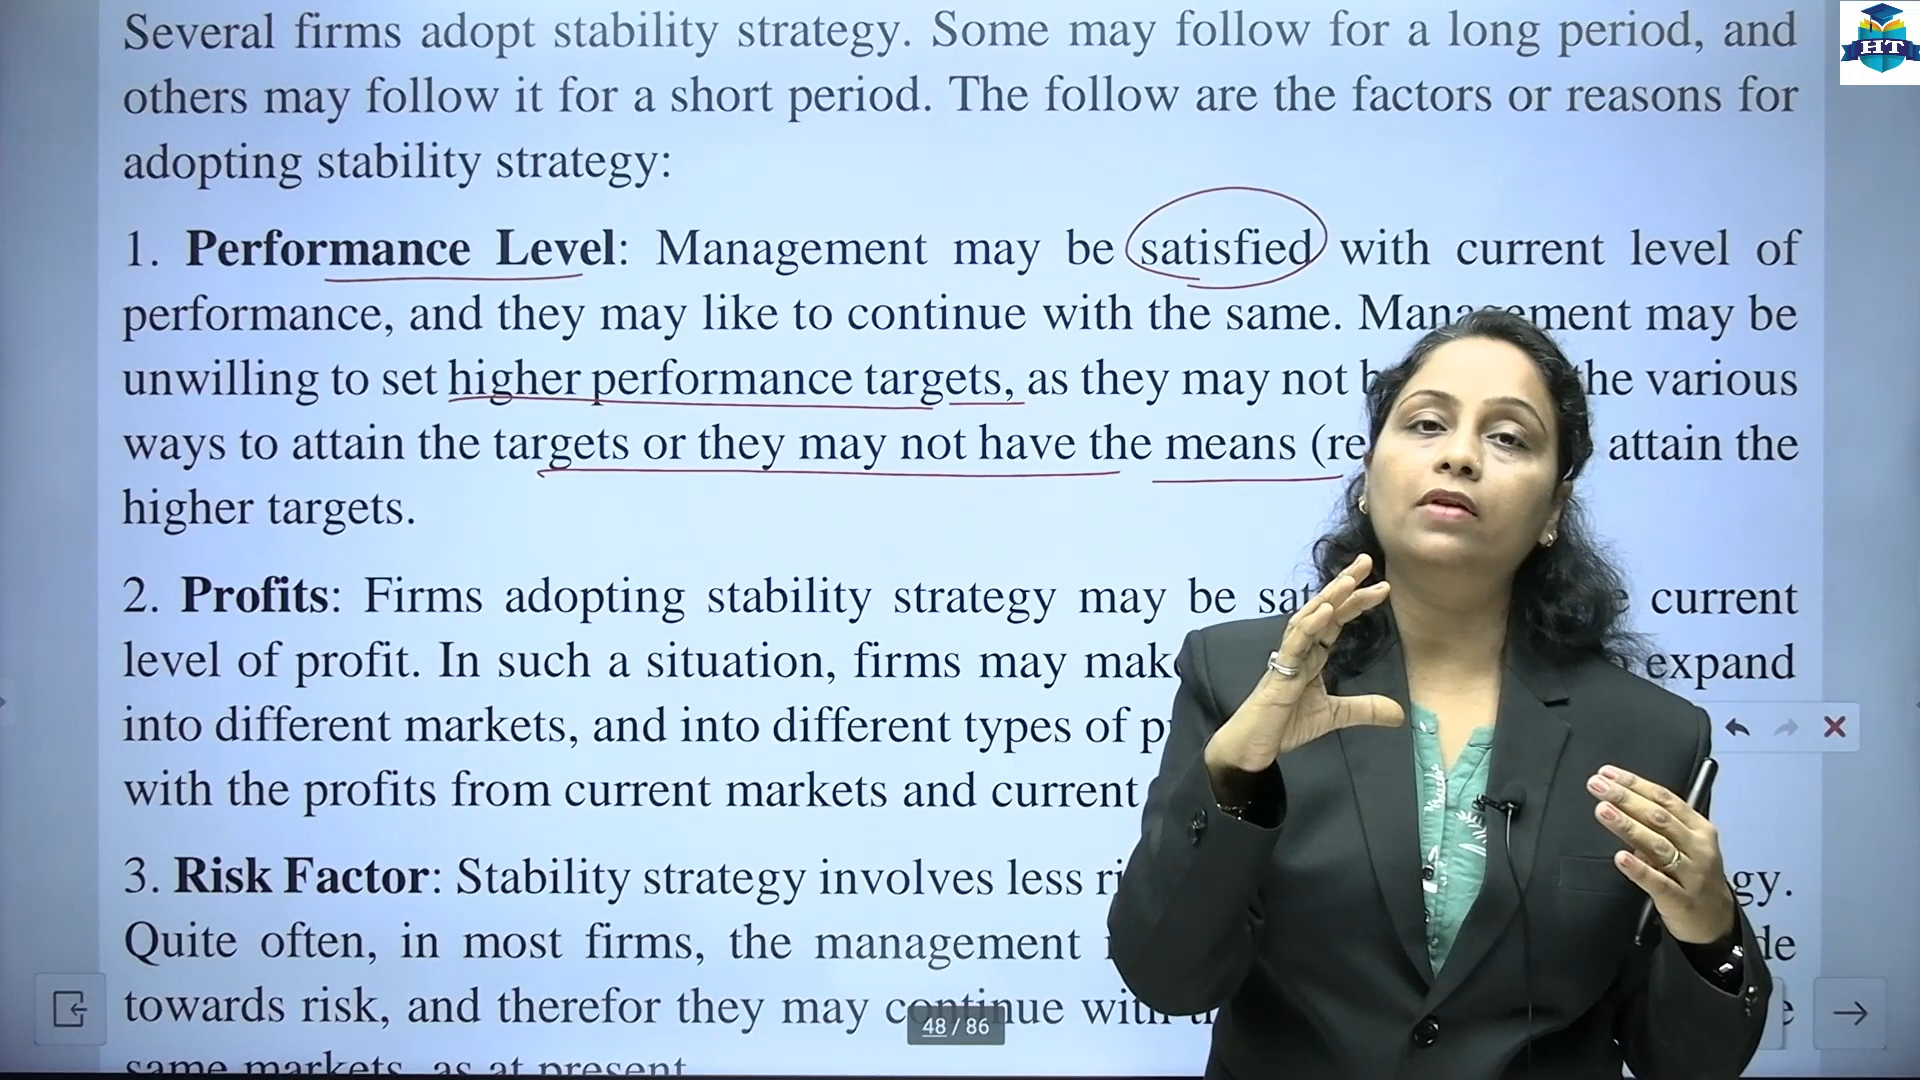 HT
Several firms adopt stability strategy. Some may follow for a long period, and
others may follow it for a short period. The follow are the factors or reasons for
adopting stability strategy:
1. Performance Level: Management may be satisfied with current level of
performance, and they may like to continue with the same. Management may be
unwilling to set higher performance targets, as they may not the various
ways to attain the targets or they may not have the means (re attain the
higher targets.
2. Profits: Firms adopting stability strategy may be current
level of profit. In such a situation, firms may expand
into different markets, and into different types of
with the profits from current markets and current
3. Risk Factor: Stability strategy involves less
Quite often, in most firms, the management
towards risk, and therefor they may continue with
same markets, as at present
48 / 86